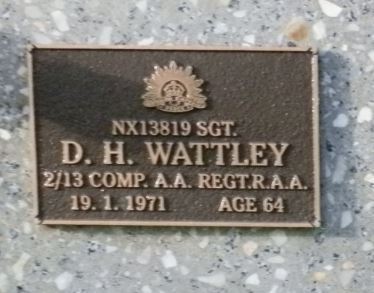 NX13819 SGT.
D. H. WATTLEY
2/13 COMP. A.A. REGT.R.A.A.
19. 1. 1971 AGE 64